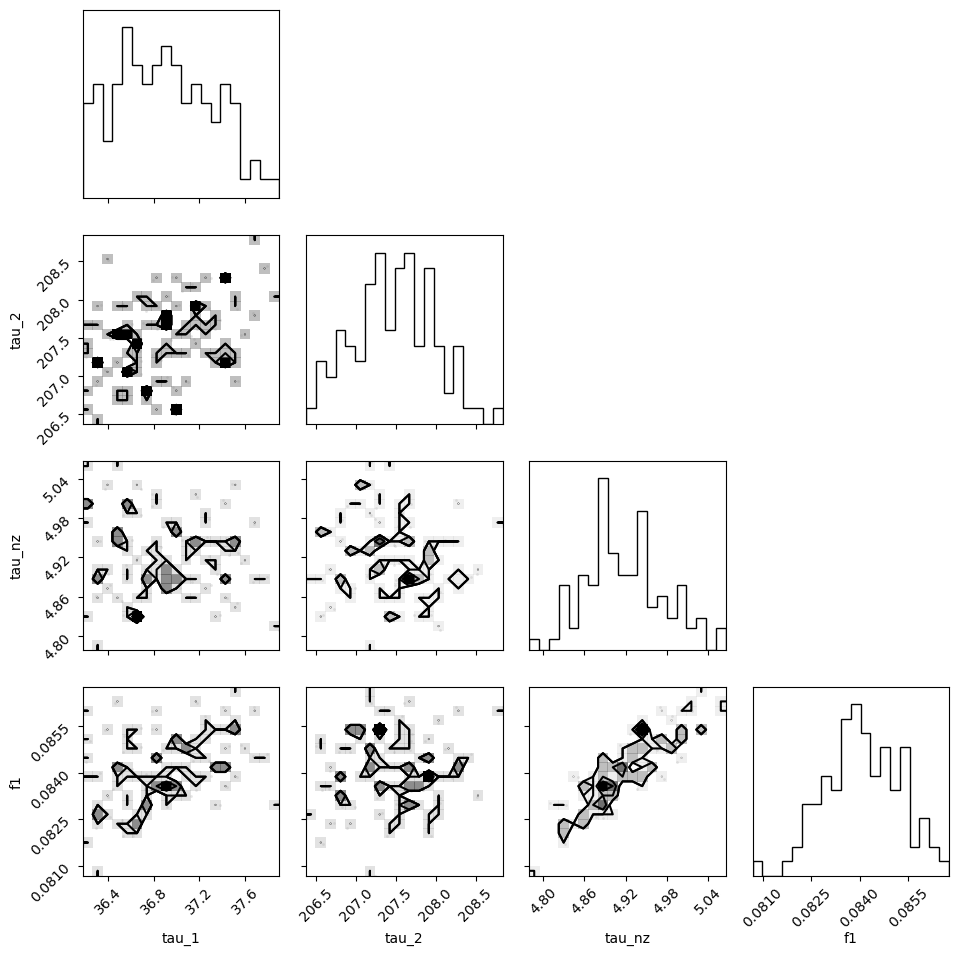 tau_2
208.5
208.0
207.5
207.0
206.5
tau_nz
5.04
4.98
4.92
4.86
4.80
f1
0.0855
0.0840
0.0825
0.0810
36.4 36.8 37.2 37.6
206.5 207.0 207.5 208.0 208.5
4.80 4.86 4.92 4.98 5.04
0.0810 0.0825 0.0840 0.0855
tau_1 tau_2 tau_nz f1